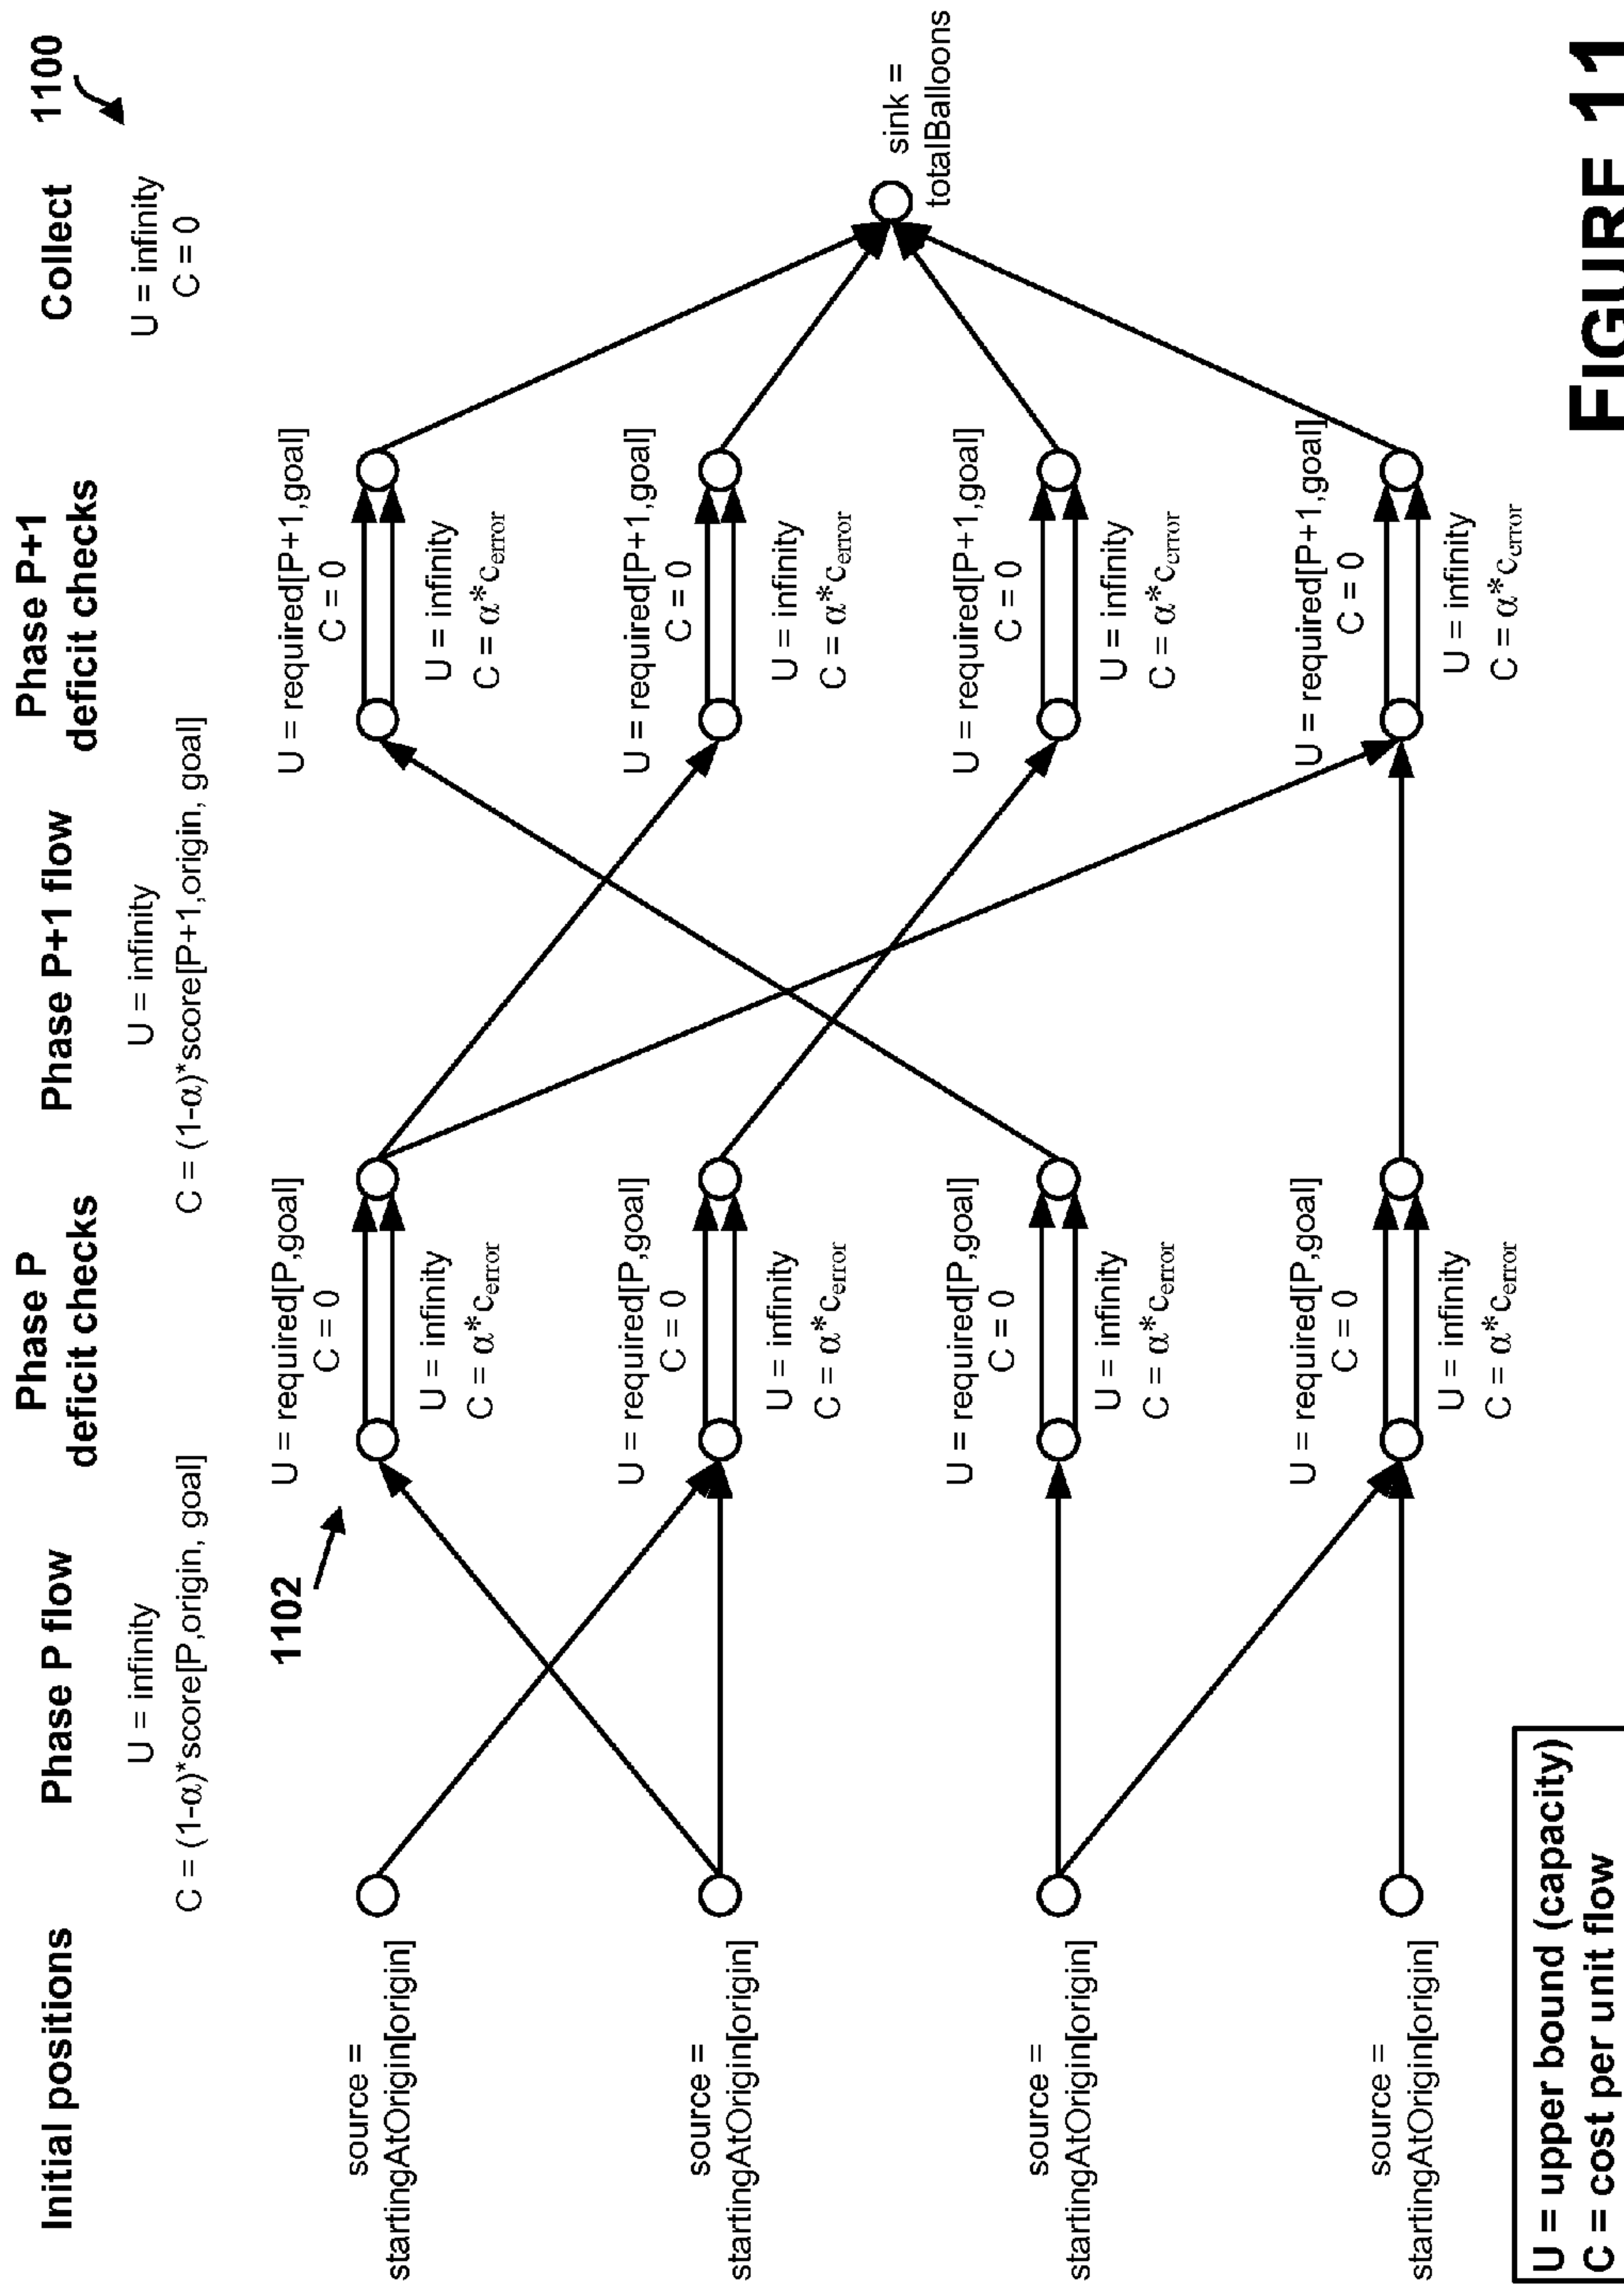 Initial positions
Phase P flow
Phase P
deficit checks
Phase P+1 flow
Phase P+1
deficit checks
Collect
1100
U = infinity
C = (1-α)*score[P,origin, goal]
U = infinity
C = (1-α)*score[P+1,origin, goal]
U = infinity
C = 0
1102
source =
startingAtOrigin[origin]
U = required[P,goal]
C = 0
U = infinity
C = α*c_error
U = required[P+1,goal]
C = 0
U = infinity
C = α*c_error
source =
startingAtOrigin[origin]
U = required[P,goal]
C = 0
U = infinity
C = α*c_error
U = required[P+1,goal]
C = 0
U = infinity
C = α*c_error
sink =
totalBalloons
source =
startingAtOrigin[origin]
U = required[P,goal]
C = 0
U = infinity
C = α*c_error
U = required[P+1,goal]
C = 0
U = infinity
C = α*c_error
source =
startingAtOrigin[origin]
U = required[P,goal]
C = 0
U = infinity
C = α*c_error
U = required[P+1,goal]
C = 0
U = infinity
C = α*c_error
U = upper bound (capacity)
C = cost per unit flow
FIGURE 11